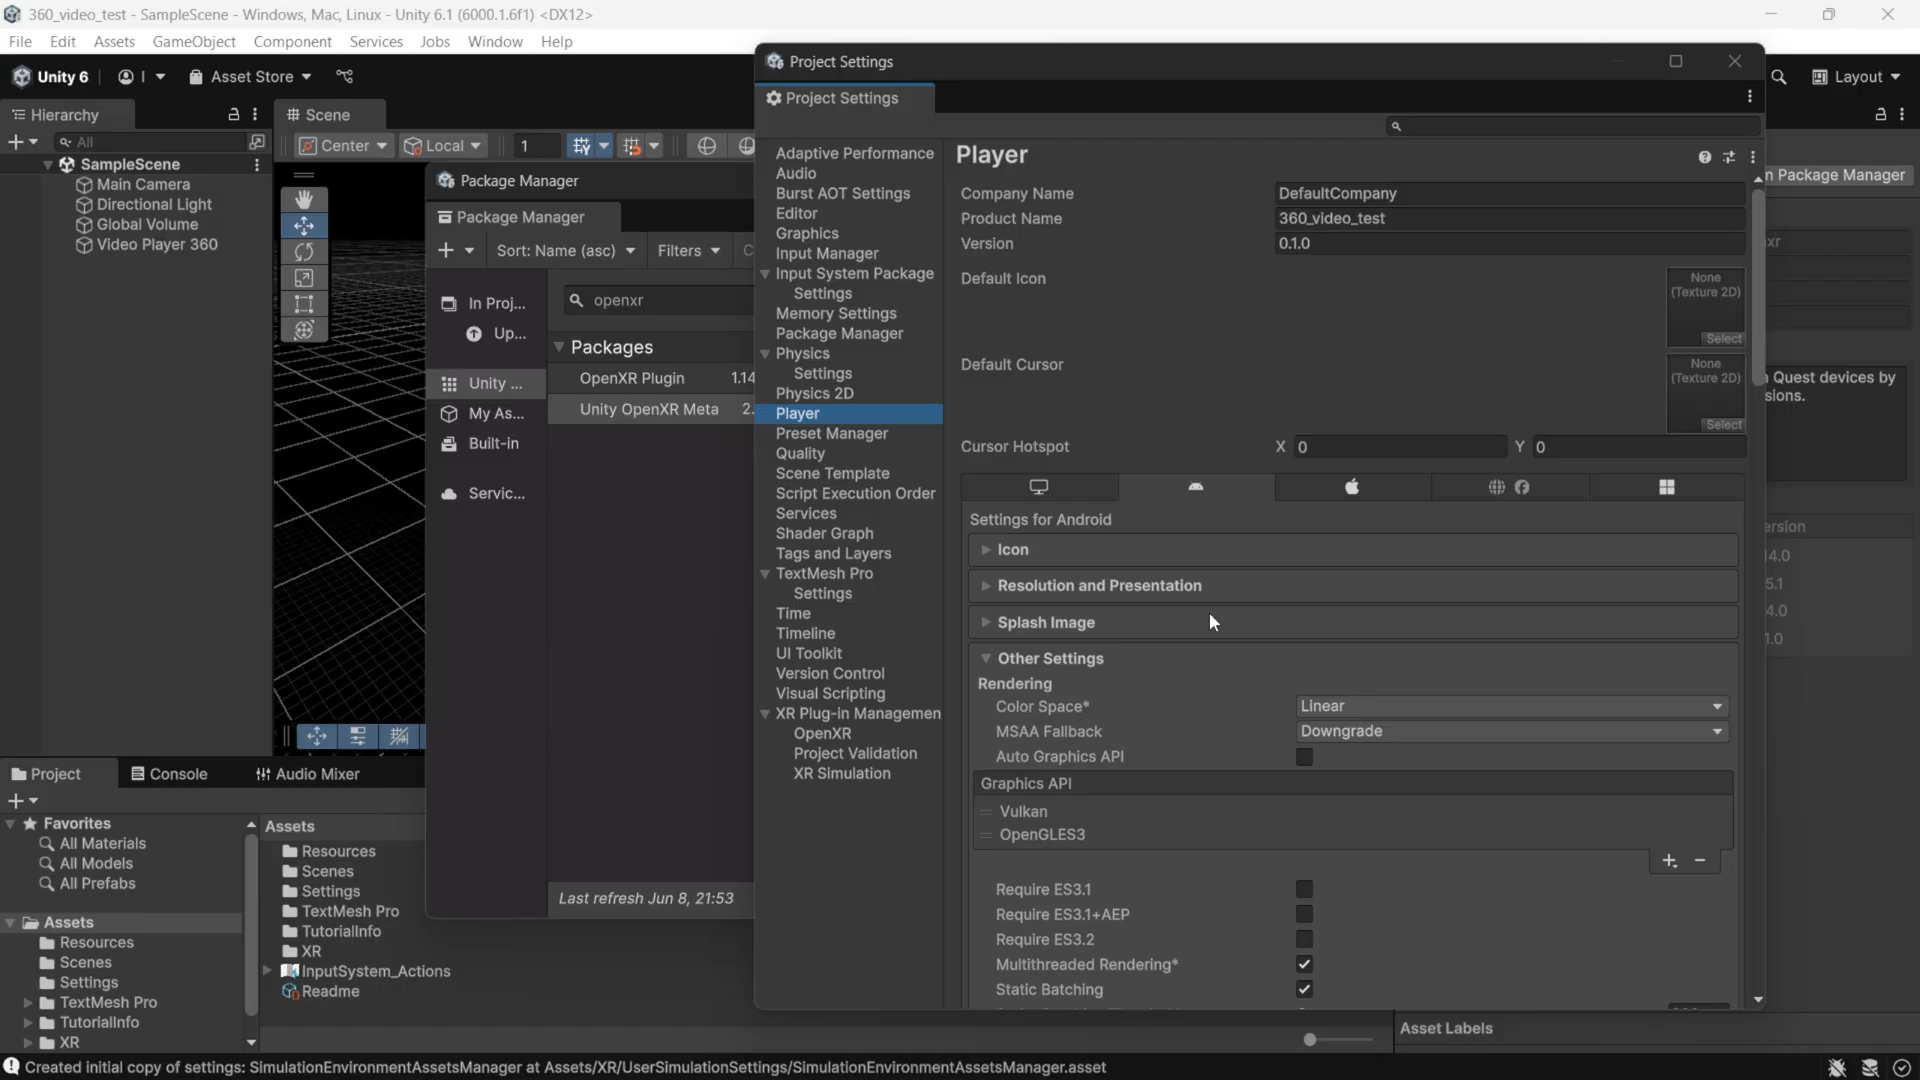 360_video_test - SampleScene - Windows, Mac, Linux - Unity 6.1 (6000.1.6f1) <DX12>
File Edit Assets GameObject Component Services Jobs Window Help
Unity 6
Asset Store
Layout
Hierarchy
All
SampleScene
Main Camera
Directional Light
Global Volume
Video Player 360
Scene
Center
Local
1
Package Manager
Package Manager
Sort: Name (asc)
Filters
In Proj...
Up...
Unity ...
My As...
Built-in
Servic...
openxr
Packages
OpenXR Plugin 1.14
Unity OpenXR Meta 2.
Last refresh Jun 8, 21:53
Project Settings
Project Settings
Adaptive Performance
Audio
Burst AOT Settings
Editor
Graphics
Input Manager
Input System Package
Settings
Memory Settings
Package Manager
Physics
Settings
Physics 2D
Player
Preset Manager
Quality
Scene Template
Script Execution Order
Services
Shader Graph
Tags and Layers
TextMesh Pro
Settings
Time
Timeline
UI Toolkit
Version Control
Visual Scripting
XR Plug-in Managemen
OpenXR
Project Validation
XR Simulation
Player
Company Name DefaultCompany
Product Name 360_video_test
Version 0.1.0
Default Icon
None
(Texture 2D)
Select
Default Cursor
None
(Texture 2D)
Select
Cursor Hotspot X 0 Y 0
Settings for Android
Icon
Resolution and Presentation
Splash Image
Other Settings
Rendering
Color Space* Linear
MSAA Fallback Downgrade
Auto Graphics API
Graphics API
Vulkan
OpenGLES3
Require ES3.1
Require ES3.1+AEP
Require ES3.2
Multithreaded Rendering*
Static Batching
n Package Manager
xr
Quest devices by
sions.
ersion
4.0
5.1
4.0
1.0
Project
Console
Audio Mixer
Favorites
All Materials
All Models
All Prefabs
Assets
Resources
Scenes
Settings
TextMesh Pro
TutorialInfo
XR
Assets
Resources
Scenes
Settings
TextMesh Pro
TutorialInfo
XR
InputSystem_Actions
Readme
Asset Labels
Created initial copy of settings: SimulationEnvironmentAssetsManager at Assets/XR/UserSimulationSettings/SimulationEnvironmentAssetsManager.asset